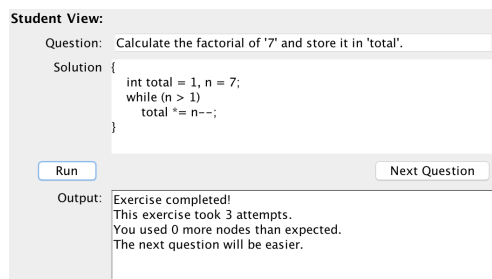 Student View:
Question: Calculate the factorial of '7' and store it in 'total'.
Solution {
int total = 1, n = 7;
while (n > 1)
total *= n--;
}
Run Next Question
Output: Exercise completed!
This exercise took 3 attempts.
You used 0 more nodes than expected.
The next question will be easier.